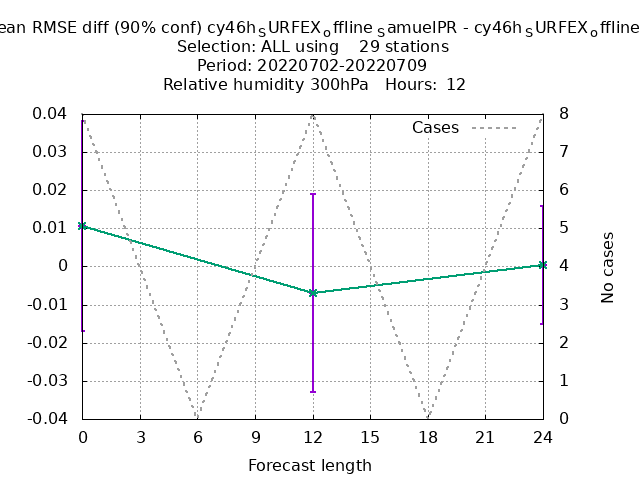 ean RMSE diff (90% conf) cy46hSURFEXoffline SamuelPR - cy46hSURFEXoffline
Selection: ALL using 29 stations
Period: 20220702-20220709
Relative humidity 300hPa Hours: 12
Cases
0.04
0.03
0.02
0.01
0
-0.01
-0.02
-0.03
-0.04
8
7
6
5
4
3
2
1
0
No cases
0 3 6 9 12 15 18 21 24
Forecast length